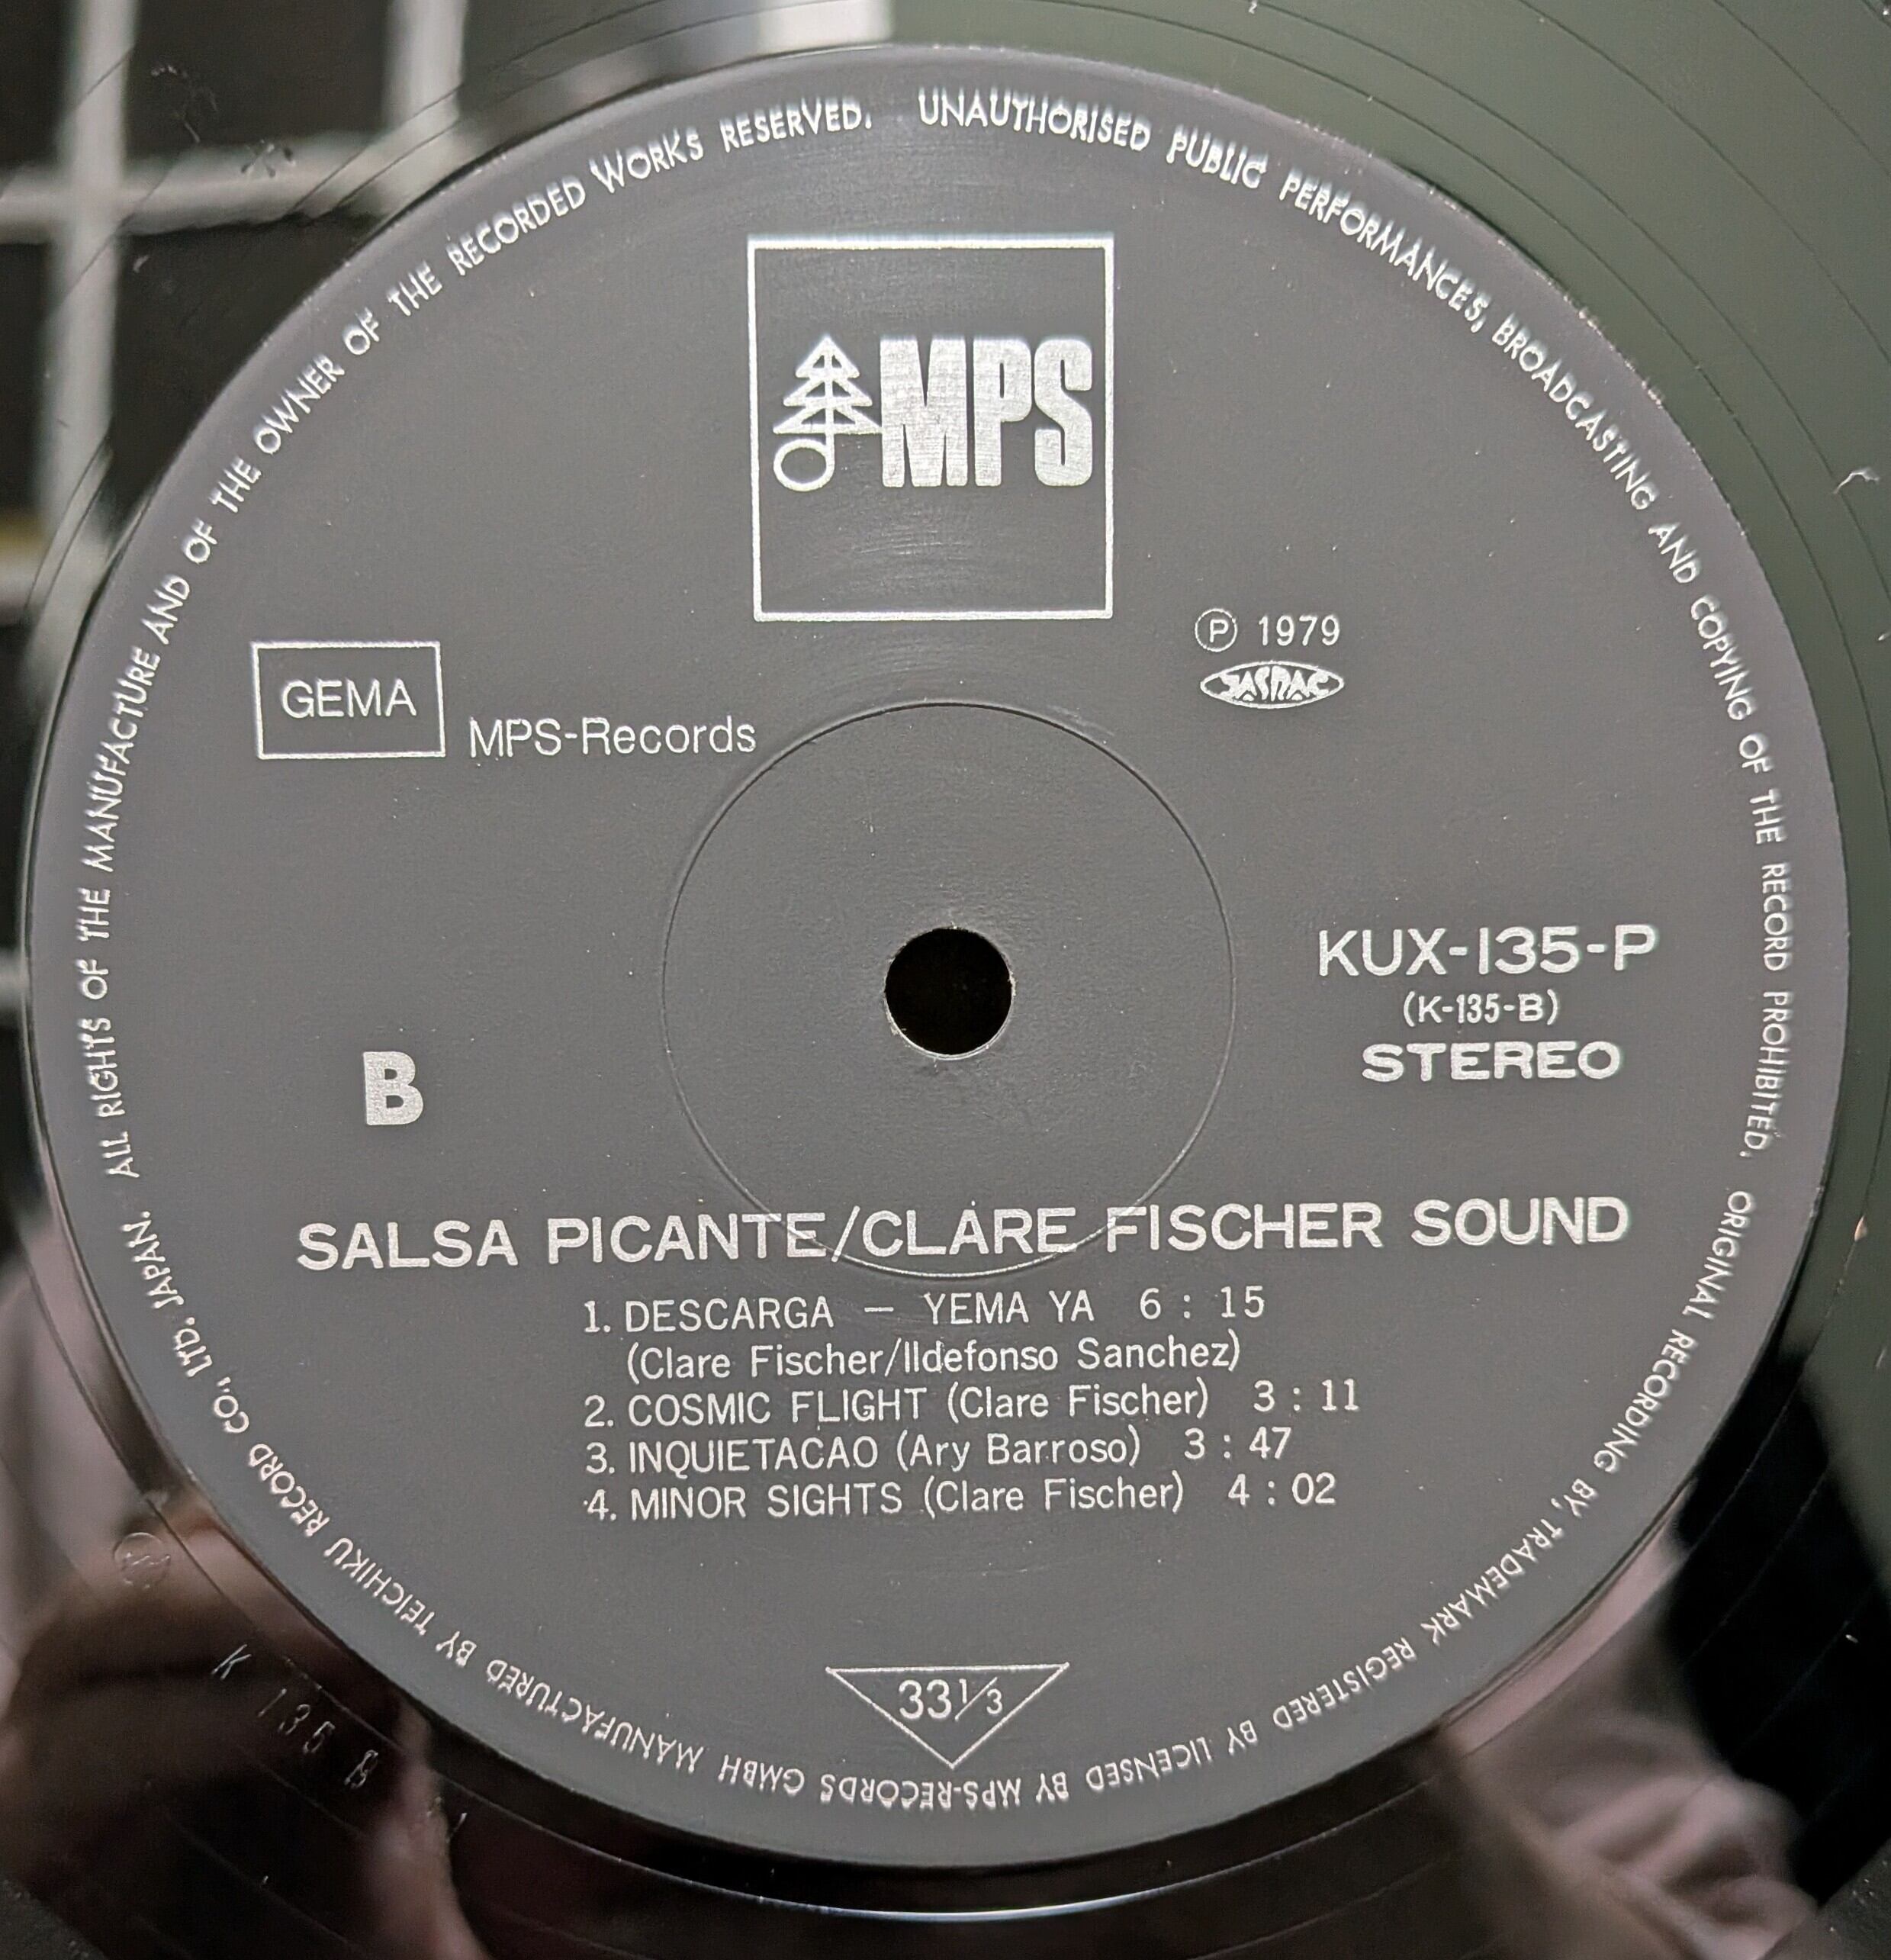 ALL RIGHTS OF THE MANUFACTURE AND OF THE OWNER OF THE RECORDED WORKS RESERVED. UNAUTHORISED PUBLIC PERFORMANCES, BROADCASTING AND COPYING OF THE RECORD PROHIBITED. ORIGINAL RECORDING BY, TRADEMARK REGISTERED BY LICENSED BY MPS-RECORDS GMBH MANUFACTURED BY TEICHIKU RECORD CO., LTD. JAPAN.
MPS
℗ 1979
JASRAC
GEMA
MPS-Records
KUX-135-P
(K-135-B)
STEREO
B
SALSA PICANTE/CLARE FISCHER SOUND
1. DESCARGA — YEMA YA 6 : 15
(Clare Fischer/Ildefonso Sanchez)
2. COSMIC FLIGHT (Clare Fischer) 3 : 11
3. INQUIETACAO (Ary Barroso) 3 : 47
4. MINOR SIGHTS (Clare Fischer) 4 : 02
33 1/3
K 135 B